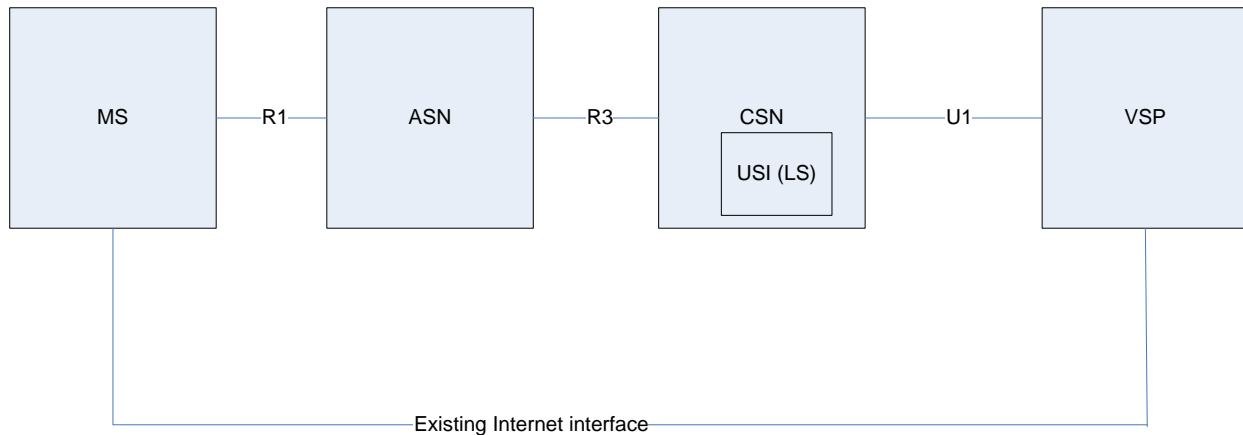 MS
R1
ASN
R3
CSN
USI (LS)
U1
VSP
Existing Internet interface